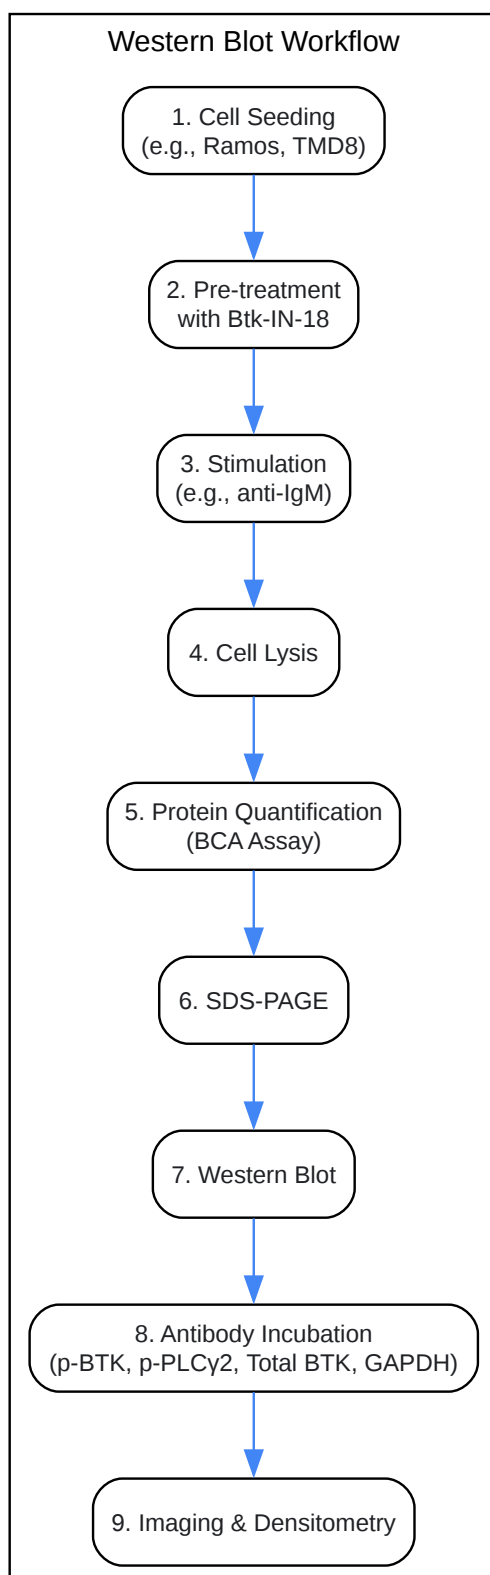 Western Blot Workflow
1. Cell Seeding
(e.g., Ramos, TMD8)
2. Pre-treatment
with Btk-IN-18
3. Stimulation
(e.g., anti-IgM)
4. Cell Lysis
5. Protein Quantification
(BCA Assay)
6. SDS-PAGE
7. Western Blot
8. Antibody Incubation
(p-BTK, p-PLCγ2, Total BTK, GAPDH)
9. Imaging & Densitometry